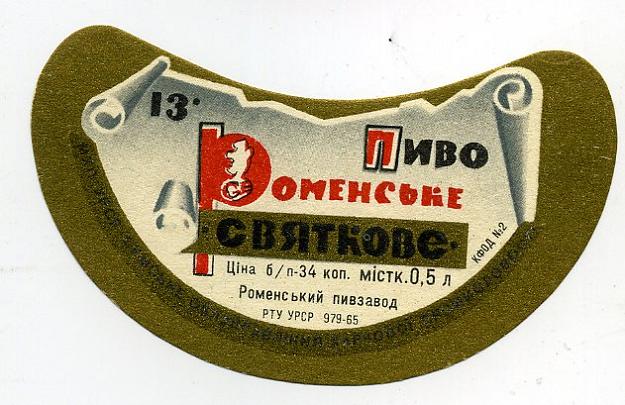 13°
Пиво
Роменське
·святкове·
Ціна б/п-34 коп. містк. 0,5 л
Роменський пивзавод
РТУ УРСР 979-65
КФОД №2